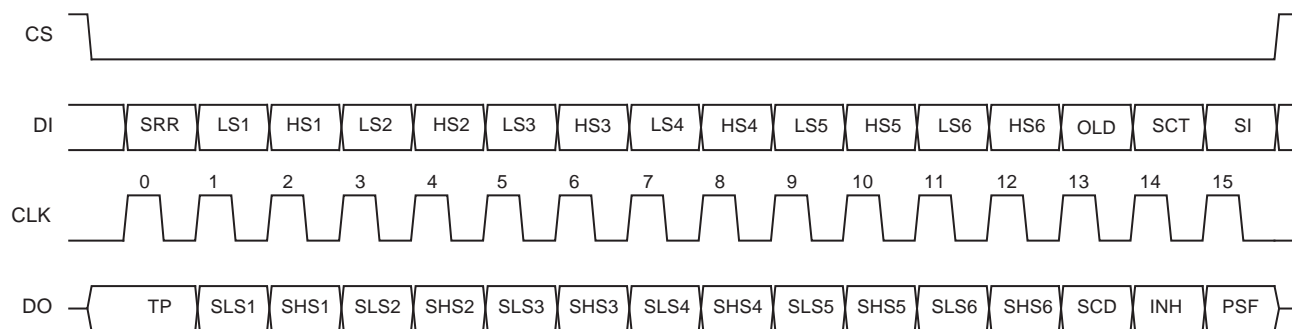 CS
DI SRR LS1 HS1 LS2 HS2 LS3 HS3 LS4 HS4 LS5 HS5 LS6 HS6 OLD SCT SI
0 1 2 3 4 5 6 7 8 9 10 11 12 13 14 15
CLK
DO TP SLS1 SHS1 SLS2 SHS2 SLS3 SHS3 SLS4 SHS4 SLS5 SHS5 SLS6 SHS6 SCD INH PSF